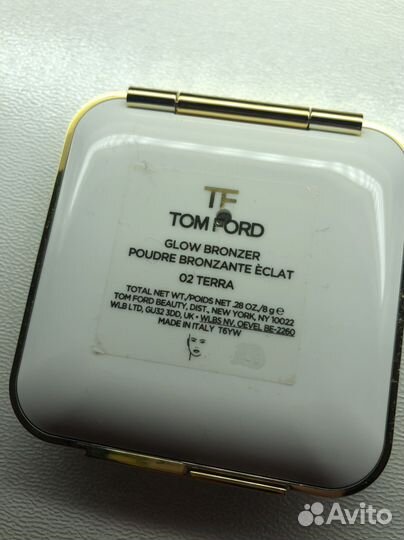 TF
TOM FORD
GLOW BRONZER
POUDRE BRONZANTE ÈCLAT
02 TERRA
TOTAL NET WT./POIDS NET .28 OZ./8 g ℮
TOM FORD BEAUTY, DIST., NEW YORK, NY 10022
WLB LTD, GU32 3DD, UK • WLBS NV. OEVEL BE-2260
MADE IN ITALY T6YW
Avito